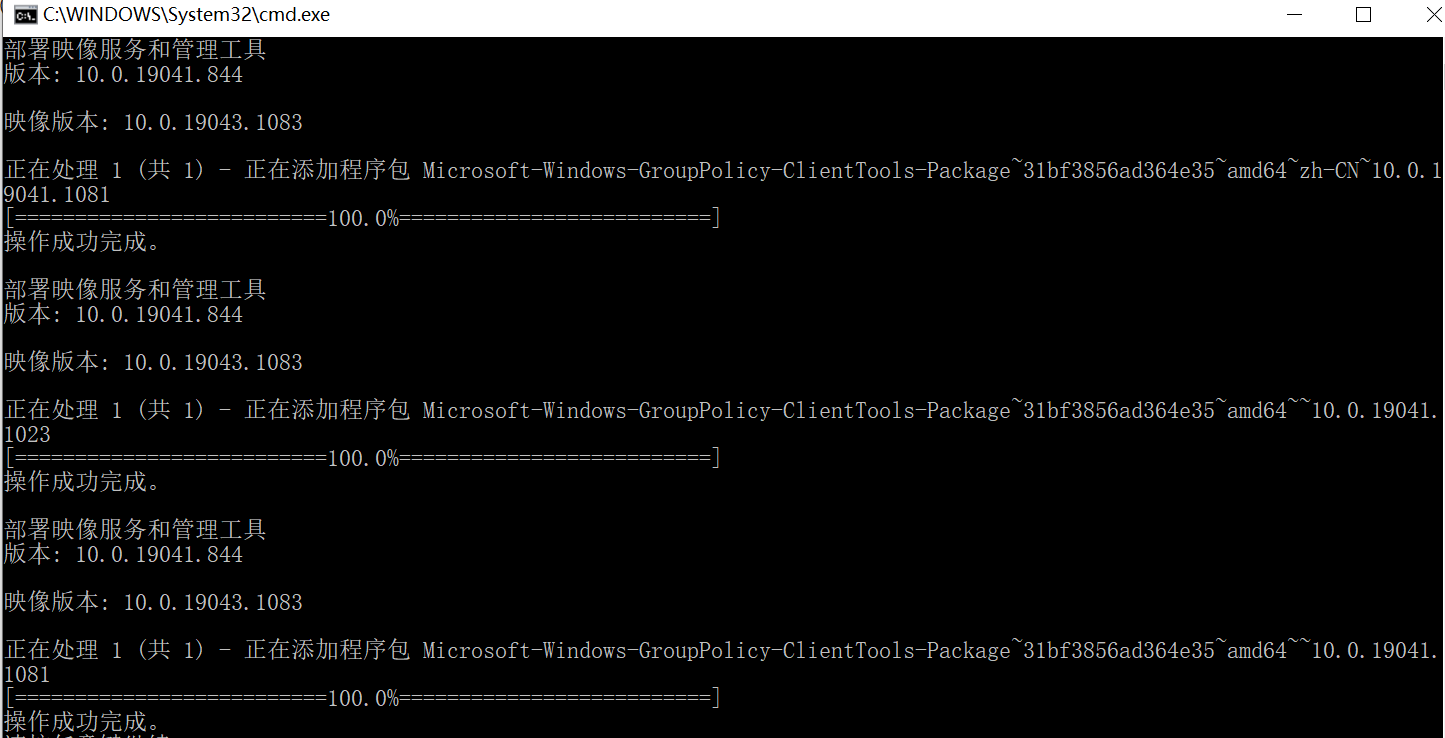 C:\WINDOWS\System32\cmd.exe
部署映像服务和管理工具
版本: 10.0.19041.844
映像版本: 10.0.19043.1083
正在处理 1 (共 1) - 正在添加程序包 Microsoft-Windows-GroupPolicy-ClientTools-Package~31bf3856ad364e35~amd64~zh-CN~10.0.1
9041.1081
[==========================100.0%==========================]
操作成功完成。
部署映像服务和管理工具
版本: 10.0.19041.844
映像版本: 10.0.19043.1083
正在处理 1 (共 1) - 正在添加程序包 Microsoft-Windows-GroupPolicy-ClientTools-Package~31bf3856ad364e35~amd64~~10.0.19041.
1023
[==========================100.0%==========================]
操作成功完成。
部署映像服务和管理工具
版本: 10.0.19041.844
映像版本: 10.0.19043.1083
正在处理 1 (共 1) - 正在添加程序包 Microsoft-Windows-GroupPolicy-ClientTools-Package~31bf3856ad364e35~amd64~~10.0.19041.
1081
[==========================100.0%==========================]
操作成功完成。